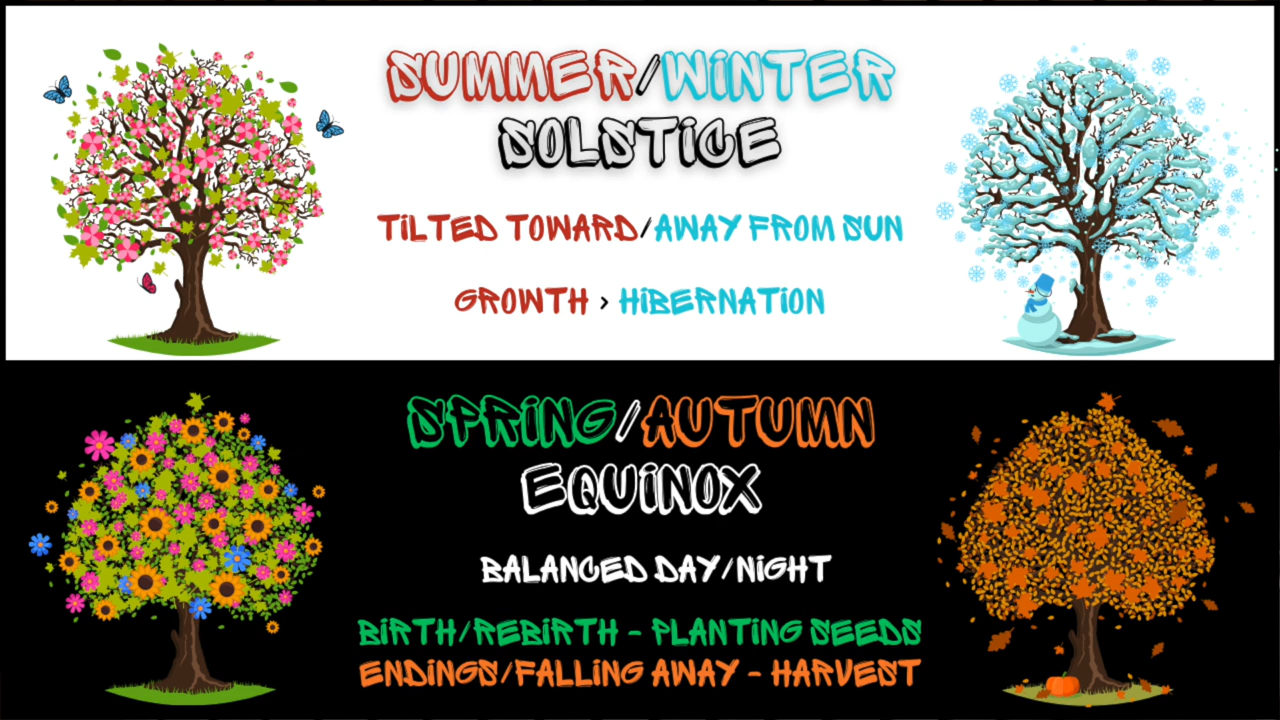 SUMMER/WINTER
SOLSTICE
TILTED TOWARD/AWAY FROM SUN
GROWTH > HIBERNATION
SPRING/AUTUMN
EQUINOX
BALANCED DAY/NIGHT
BIRTH/REBIRTH - PLANTING SEEDS
ENDINGS/FALLING AWAY - HARVEST